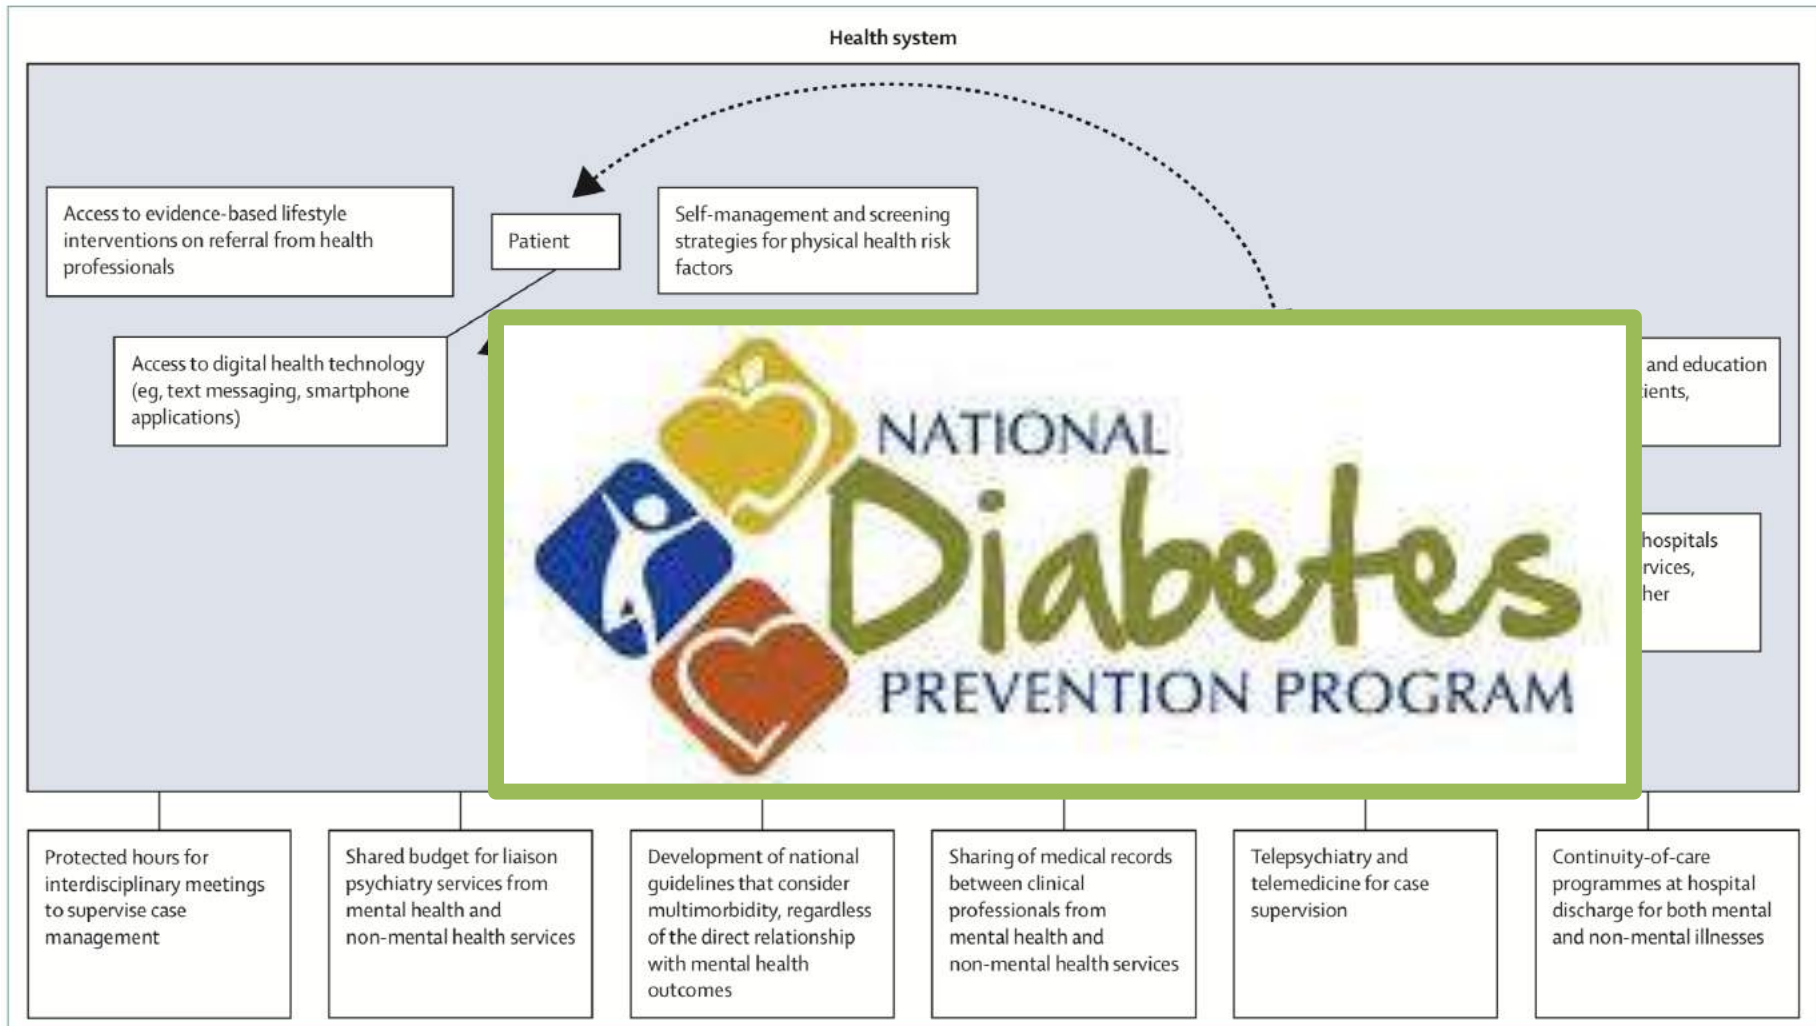 Health system
Access to evidence-based lifestyle
interventions on referral from health
professionals
Patient
Self-management and screening
strategies for physical health risk
factors
Access to digital health technology
(eg, text messaging, smartphone
applications)
and education
NATIONAL
Diabetes
PREVENTION PROGRAM
hospitals
Protected hours for
interdisciplinary meetings
to supervise case
management
Shared budget for liaison
psychiatry services from
mental health and
non-mental health services
Development of national
guidelines that consider
multimorbidity, regardless
of the direct relationship
with mental health
outcomes
Sharing of medical records
between clinical
professionals from
mental health and
non-mental health services
Telepsychiatry and
telemedicine for case
supervision
Continuity-of-care
programmes at hospital
discharge for both mental
and non-mental illnesses